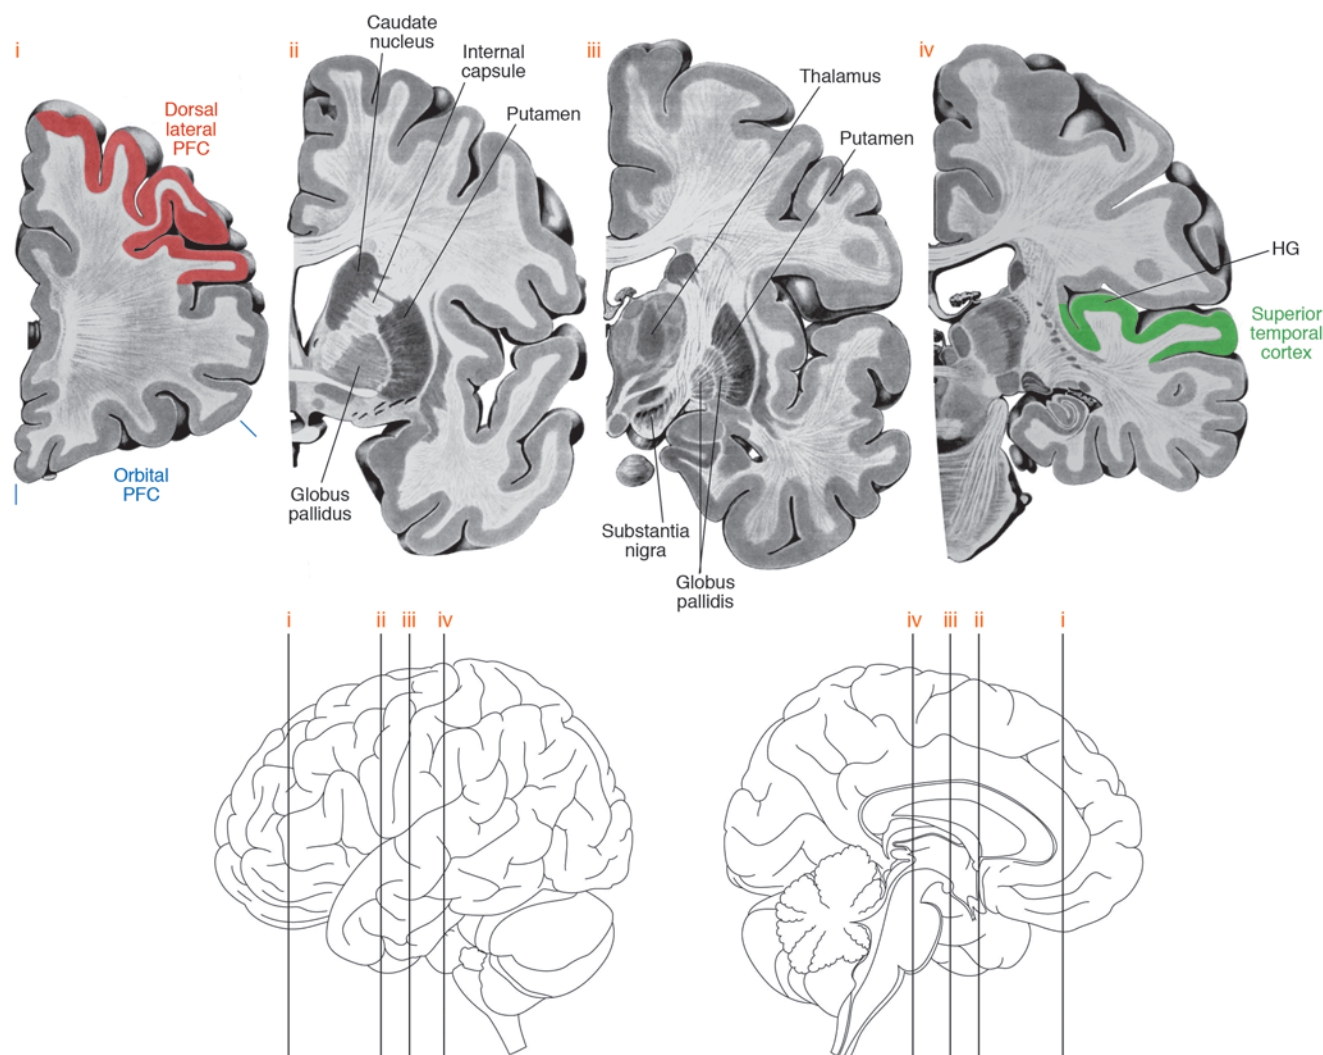 i
Dorsal
lateral
PFC
Orbital
PFC
ii
Caudate
nucleus
Internal
capsule
Putamen
Globus
pallidus
iii
Thalamus
Putamen
Substantia
nigra
Globus
pallidis
iv
HG
Superior
temporal
cortex
i ii iii iv
iv iii ii i